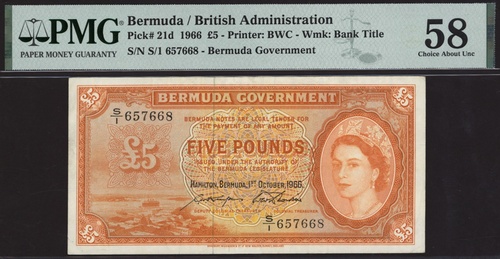 PMG
PAPER MONEY GUARANTY
Bermuda / British Administration
Pick# 21d 1966 £5 - Printer: BWC - Wmk: Bank Title
S/N S/1 657668 - Bermuda Government
58
Choice About Unc
BERMUDA GOVERNMENT
£5
£5
S/1 657668
BERMUDA NOTES ARE LEGAL TENDER FOR
THE PAYMENT OF ANY AMOUNT
£5
FIVE POUNDS
ISSUED UNDER THE AUTHORITY
OF THE BERMUDA LEGISLATURE
HAMILTON, BERMUDA, 1ST OCTOBER, 1966.
S/1 657668
£5
£5